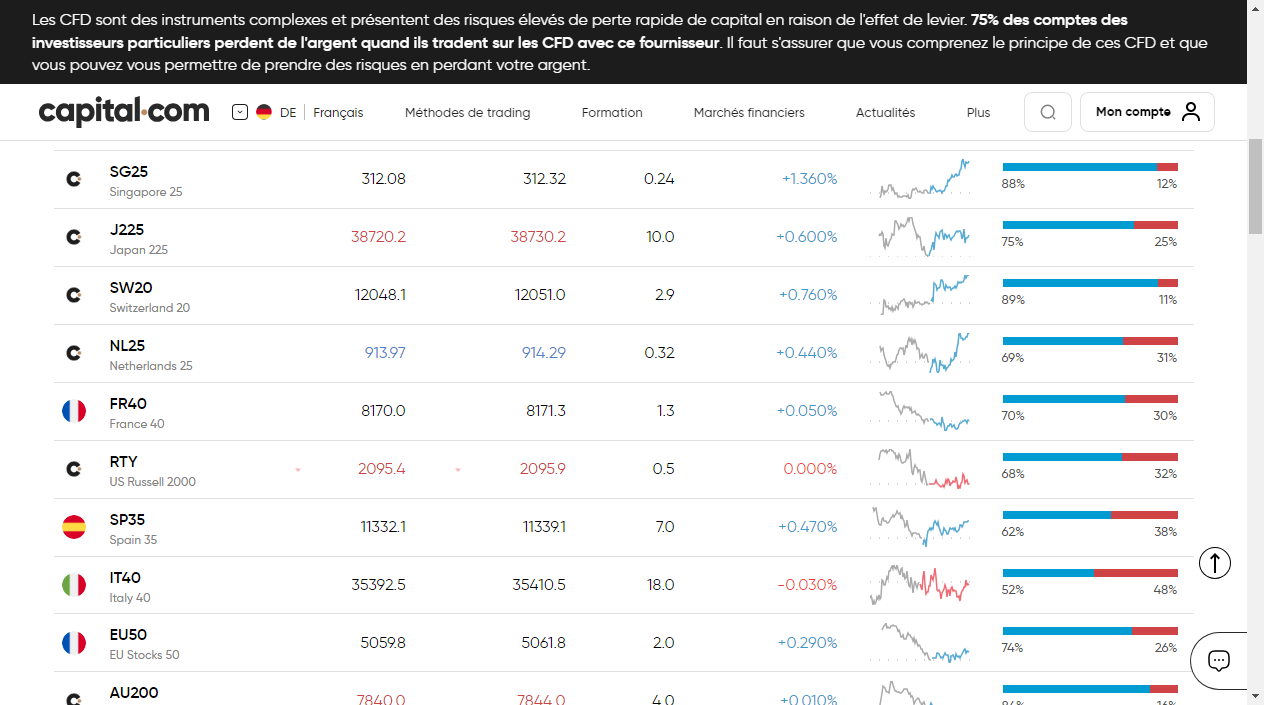 Les CFD sont des instruments complexes et présentent des risques élevés de perte rapide de capital en raison de l'effet de levier. 75% des comptes des
investisseurs particuliers perdent de l'argent quand ils tradent sur les CFD avec ce fournisseur. Il faut s'assurer que vous comprenez le principe de ces CFD et que
vous pouvez vous permettre de prendre des risques en perdant votre argent.
capital.com DE Français Méthodes de trading Formation Marchés financiers Actualités Plus Mon compte
SG25 312.08 312.32 0.24 +1.360%
Singapore 25 88% 12%
J225 38720.2 38730.2 10.0 +0.600%
Japan 225 75% 25%
SW20 12048.1 12051.0 2.9 +0.760%
Switzerland 20 89% 11%
NL25 913.97 914.29 0.32 +0.440%
Netherlands 25 69% 31%
FR40 8170.0 8171.3 1.3 +0.050%
France 40 70% 30%
RTY 2095.4 2095.9 0.5 0.000%
US Russell 2000 68% 32%
SP35 11332.1 11339.1 7.0 +0.470%
Spain 35 62% 38%
IT40 35392.5 35410.5 18.0 -0.030%
Italy 40 52% 48%
EU50 5059.8 5061.8 2.0 +0.290%
EU Stocks 50 74% 26%
AU200 7840.0 7844.0 4.0 +0.010%